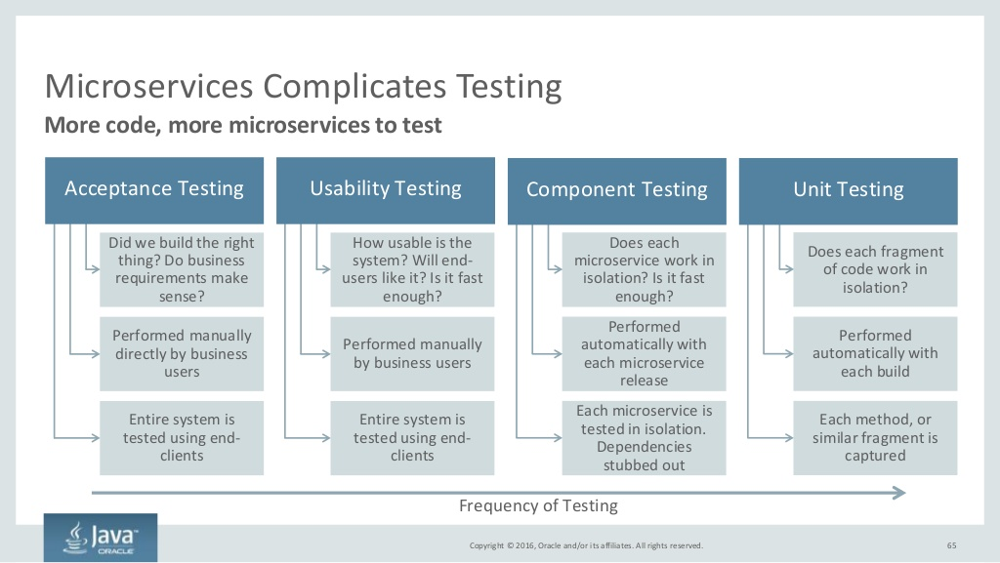 Microservices Complicates Testing
More code, more microservices to test
Acceptance Testing
Did we build the right
thing? Do business
requirements make
sense?
Performed manually
directly by business
users
Entire system is
tested using end-
clients
Usability Testing
How usable is the
system? Will end-
users like it? Is it fast
enough?
Performed manually
by business users
Entire system is
tested using end-
clients
Component Testing
Does each
microservice work in
isolation? Is it fast
enough?
Performed
automatically with
each microservice
release
Each microservice is
tested in isolation.
Dependencies
stubbed out
Unit Testing
Does each fragment
of code work in
isolation?
Performed
automatically with
each build
Each method, or
similar fragment is
captured
Frequency of Testing
Java™
ORACLE
Copyright © 2016, Oracle and/or its affiliates. All rights reserved.
65